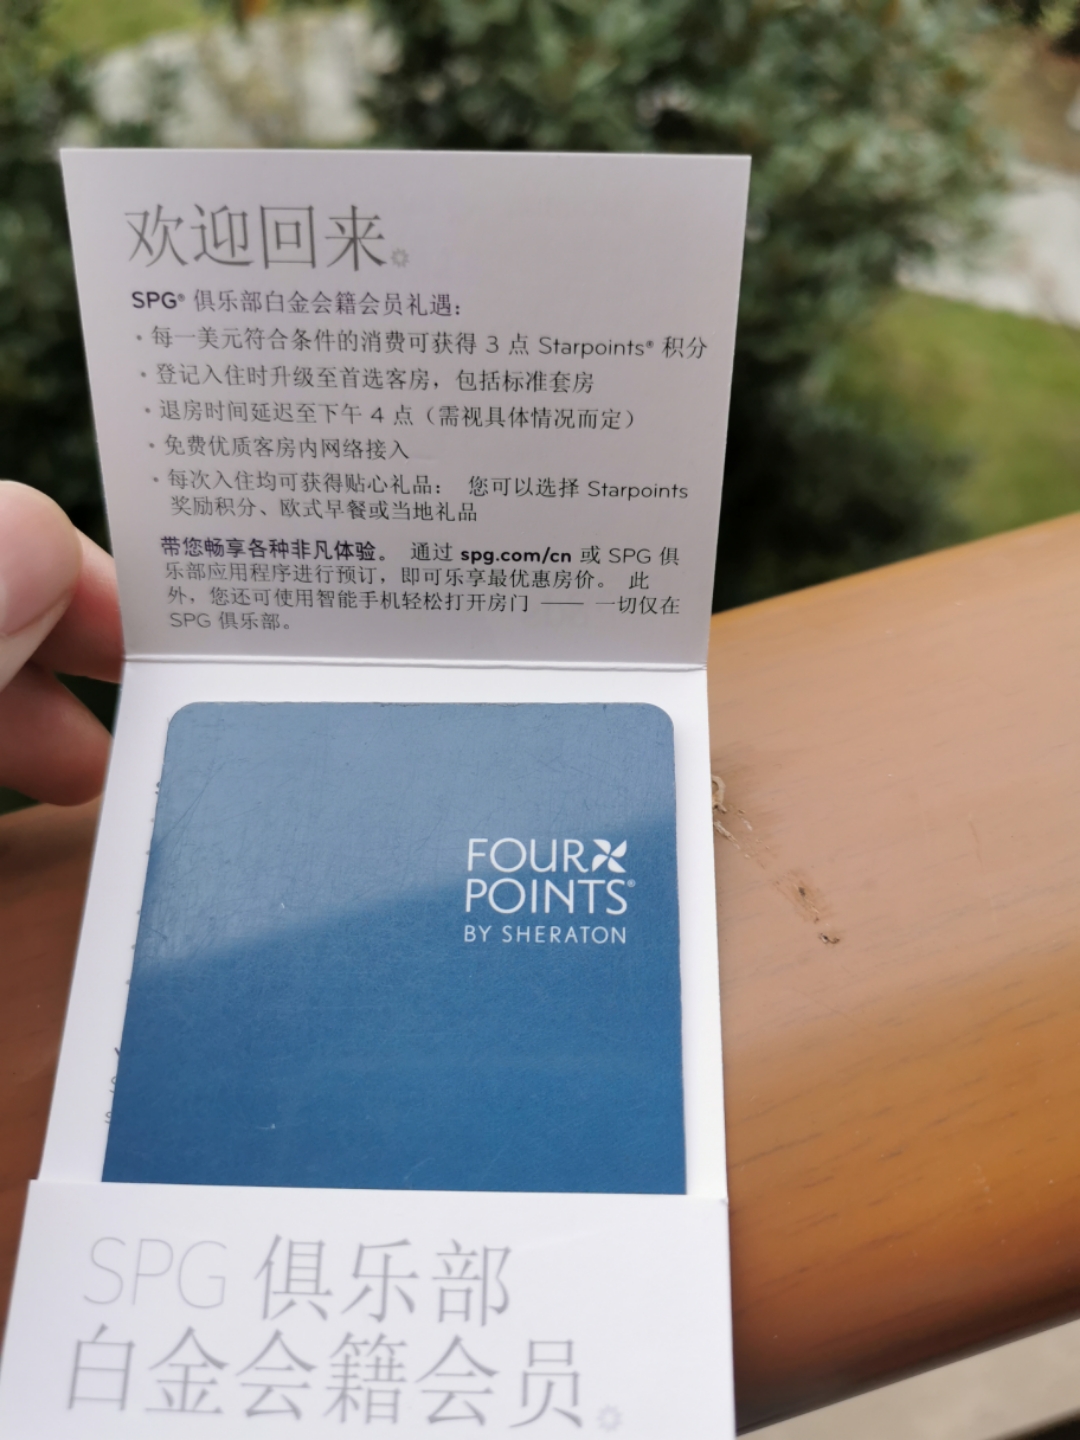 欢迎回来。
SPG® 俱乐部白金会籍会员礼遇：
· 每一美元符合条件的消费可获得 3 点 Starpoints® 积分
· 登记入住时升级至首选客房，包括标准套房
· 退房时间延迟至下午 4 点（需视具体情况而定）
· 免费优质客房内网络接入
· 每次入住均可获得贴心礼品： 您可以选择 Starpoints
奖励积分、欧式早餐或当地礼品
带您畅享各种非凡体验。 通过 spg.com/cn 或 SPG 俱
乐部应用程序进行预订，即可乐享最优惠房价。 此
外，您还可使用智能手机轻松打开房门 —— 一切仅在
SPG 俱乐部。
FOUR
POINTS®
BY SHERATON
SPG 俱乐部
白金会籍会员。